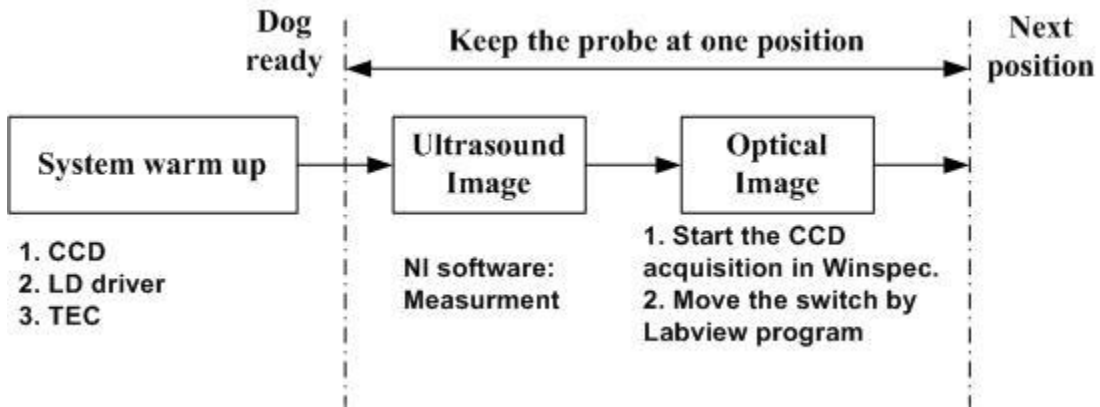 Dog
ready
Keep the probe at one position
Next
position
System warm up
Ultrasound
Image
Optical
Image
1. CCD
2. LD driver
3. TEC
NI software:
Measurment
1. Start the CCD
acquisition in Winspec.
2. Move the switch by
Labview program